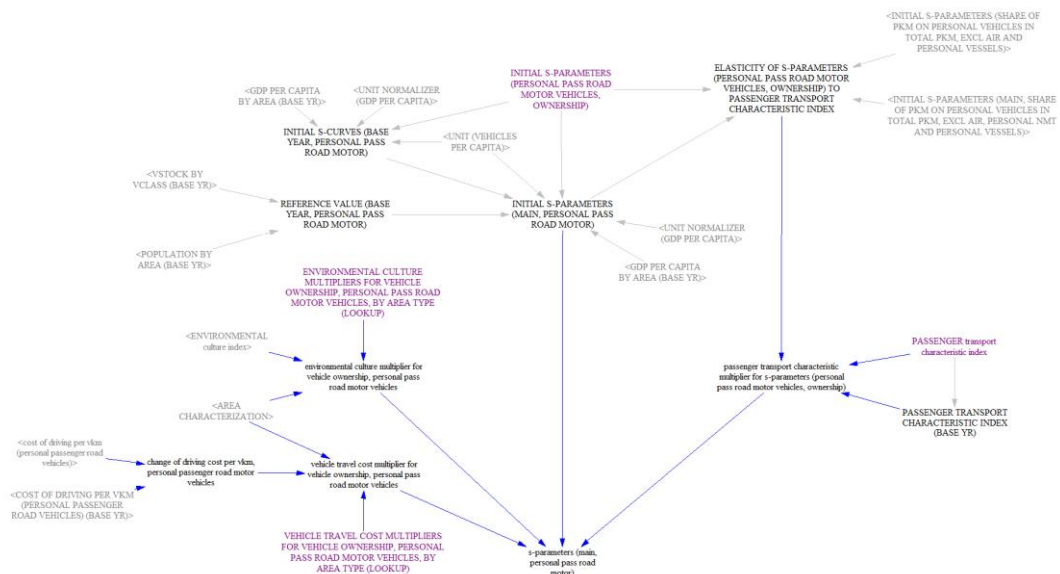 <INITIAL S-PARAMETERS (SHARE OF
PKM ON PERSONAL VEHICLES IN
TOTAL PKM, EXCL AIR AND
PERSONAL VESSELS)>
ELASTICITY OF S-PARAMETERS
(PERSONAL PASS ROAD MOTOR
VEHICLES, OWNERSHIP) TO
PASSENGER TRANSPORT
CHARACTERISTIC INDEX
INITIAL S-PARAMETERS
(PERSONAL PASS ROAD
MOTOR VEHICLES,
OWNERSHIP)
<GDP PER CAPITA
BY AREA (BASE YR)>
<UNIT NORMALIZER
(GDP PER CAPITA)>
<INITIAL S-PARAMETERS (MAIN, SHARE
OF PKM ON PERSONAL VEHICLES IN
TOTAL PKM, EXCL AIR, PERSONAL NMT
AND PERSONAL VESSELS)>
INITIAL S-CURVES (BASE
YEAR, PERSONAL PASS
ROAD MOTOR)
<UNIT (VEHICLES
PER CAPITA)>
<VSTOCK BY
VCLASS (BASE YR)>
REFERENCE VALUE (BASE
YEAR, PERSONAL PASS
ROAD MOTOR)
INITIAL S-PARAMETERS
(MAIN, PERSONAL PASS
ROAD MOTOR)
<UNIT NORMALIZER
(GDP PER CAPITA)>
<POPULATION BY
AREA (BASE YR)>
<GDP PER CAPITA
BY AREA (BASE YR)>
ENVIRONMENTAL CULTURE
MULTIPLIERS FOR VEHICLE
OWNERSHIP, PERSONAL PASS ROAD
MOTOR VEHICLES, BY AREA TYPE
(LOOKUP)
<ENVIRONMENTAL
culture index>
environmental culture multiplier for
vehicle ownership, personal pass
road motor vehicles
passenger transport characteristic
multiplier for s-parameters (personal
pass road motor vehicles, ownership)
PASSENGER transport
characteristic index
<AREA
CHARACTERIZATION>
PASSENGER TRANSPORT
CHARACTERISTIC INDEX
(BASE YR)
<cost of driving per vkm
(personal passenger road
vehicles)>
change of driving cost per vkm,
personal passenger road motor
vehicles
vehicle travel cost multiplier for
vehicle ownership, personal pass
road motor vehicles
<COST OF DRIVING PER VKM
(PERSONAL PASSENGER
ROAD VEHICLES) (BASE YR)>
VEHICLE TRAVEL COST MULTIPLIERS
FOR VEHICLE OWNERSHIP, PERSONAL
PASS ROAD MOTOR VEHICLES, BY
AREA TYPE (LOOKUP)
s-parameters (main,
personal pass road
motor)